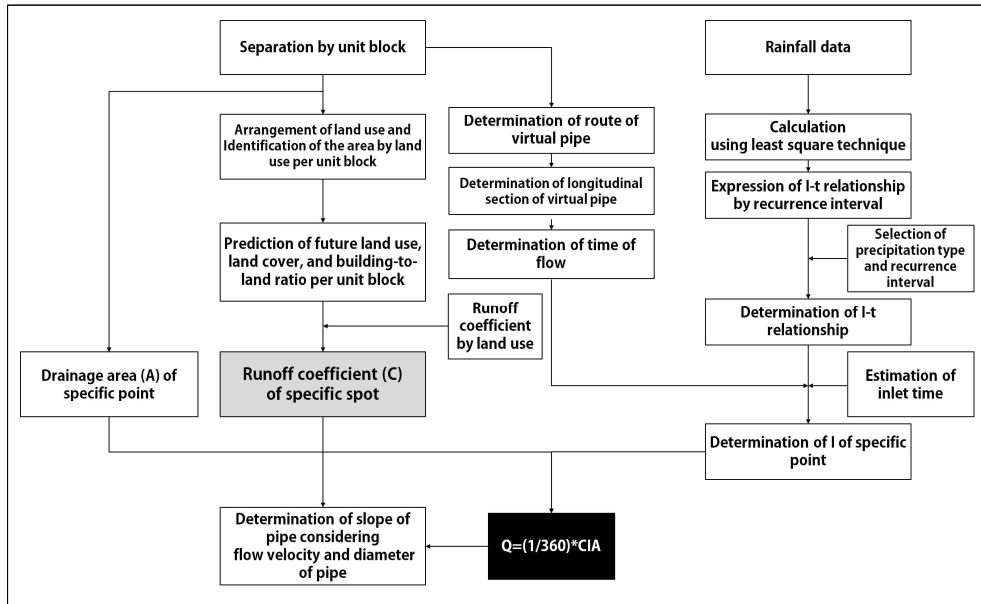 Separation by unit block
Rainfall data
Arrangement of land use and
Identification of the area by land
use per unit block
Determination of route of
virtual pipe
Calculation
using least square technique
Determination of longitudinal
section of virtual pipe
Expression of I-t relationship
by recurrence interval
Prediction of future land use,
land cover, and building-to-
land ratio per unit block
Determination of time of
flow
Selection of
precipitation type
and recurrence
interval
Runoff
coefficient
by land use
Determination of I-t
relationship
Drainage area (A) of
specific point
Runoff coefficient (C)
of specific spot
Estimation of
inlet time
Determination of I of specific
point
Determination of slope of
pipe considering
flow velocity and diameter
of pipe
Q=(1/360)*CIA